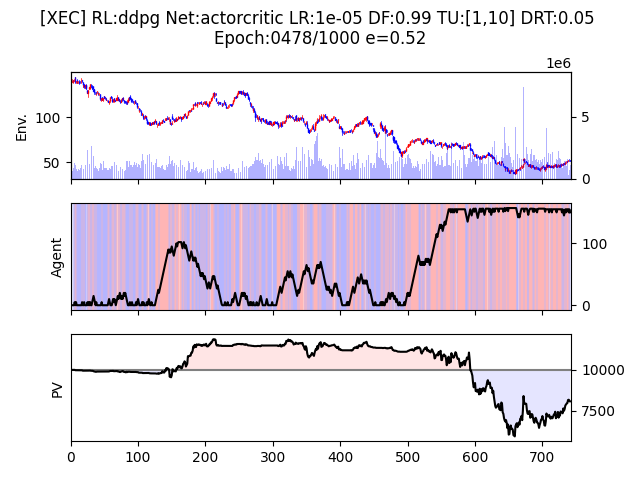 [XEC] RL:ddpg Net:actorcritic LR:1e-05 DF:0.99 TU:[1,10] DRT:0.05
Epoch:0478/1000 e=0.52
1e6
Env.
100
50
5
0
Agent
100
0
PV
10000
7500
0 100 200 300 400 500 600 700